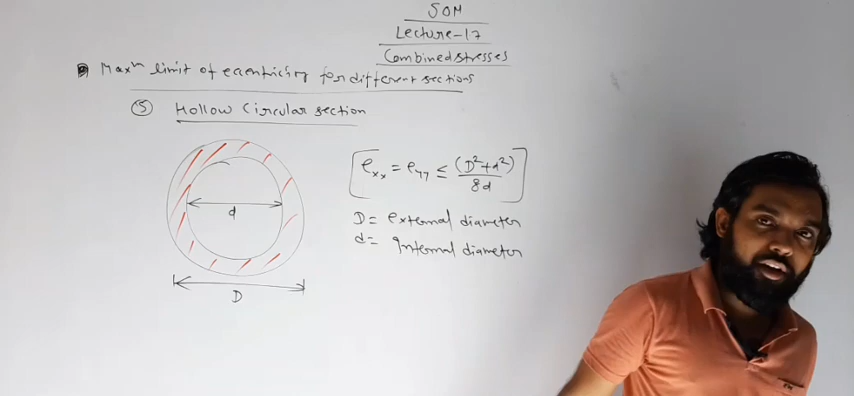 SOM
Lecture-17
Combined stresses
Maxm limit of eccentricity for different sections
(5) Hollow Circular section
d
D
exx = eyy ≤ (D²+d²)/8d
D = external diameter
d = Internal diameter